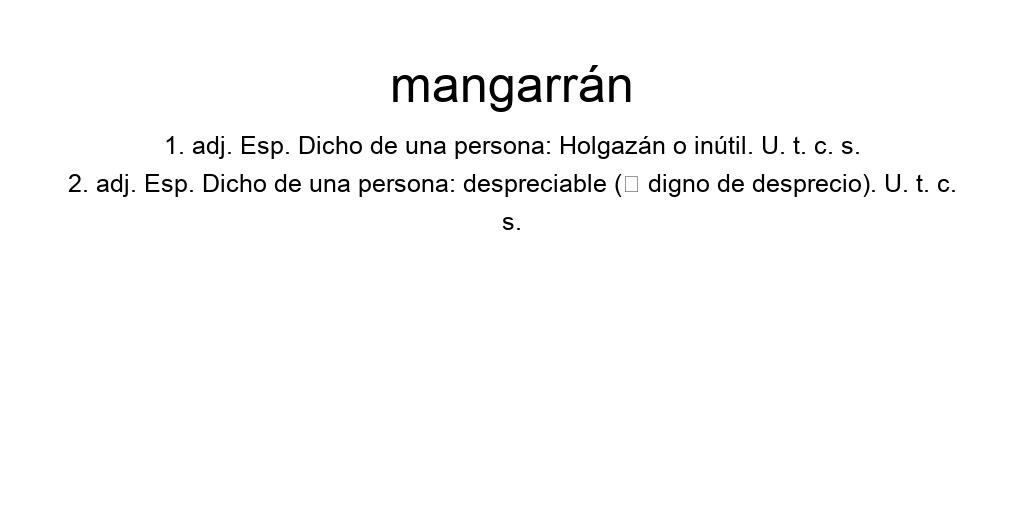 mangarrán
1. adj. Esp. Dicho de una persona: Holgazán o inútil. U. t. c. s.
2. adj. Esp. Dicho de una persona: despreciable (▯ digno de desprecio). U. t. c.
s.